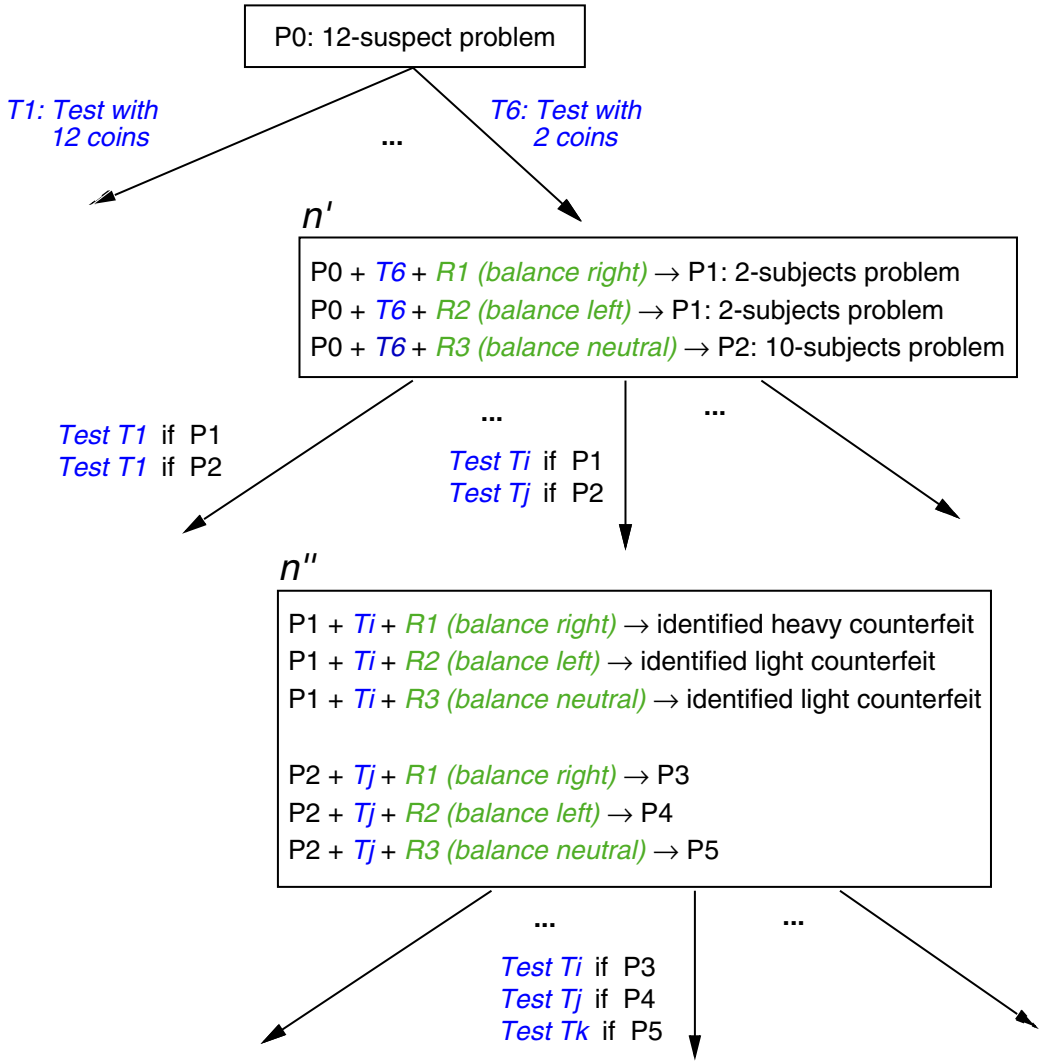 P0: 12-suspect problem
T1: Test with
12 coins
...
T6: Test with
2 coins
n'
P0 + T6 + R1 (balance right) → P1: 2-subjects problem
P0 + T6 + R2 (balance left) → P1: 2-subjects problem
P0 + T6 + R3 (balance neutral) → P2: 10-subjects problem
Test T1 if P1
Test T1 if P2
...
...
Test Ti if P1
Test Tj if P2
n''
P1 + Ti + R1 (balance right) → identified heavy counterfeit
P1 + Ti + R2 (balance left) → identified light counterfeit
P1 + Ti + R3 (balance neutral) → identified light counterfeit
P2 + Tj + R1 (balance right) → P3
P2 + Tj + R2 (balance left) → P4
P2 + Tj + R3 (balance neutral) → P5
...
...
Test Ti if P3
Test Tj if P4
Test Tk if P5